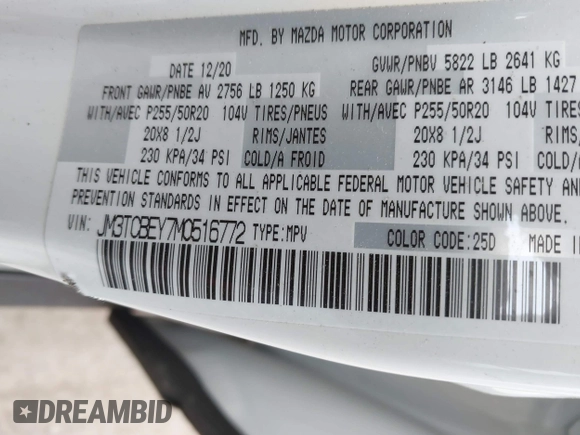 MFD. BY MAZDA MOTOR CORPORATION
DATE 12/20 GVWR/PNBV 5822 LB 2641 KG
FRONT GAWR/PNBE AV 2756 LB 1250 KG REAR GAWR/PNBE AR 3146 LB 1427
WITH/AVEC P255/50R20 104V TIRES/PNEUS WITH/AVEC P255/50R20 104V TIRES/PN
20X8 1/2J RIMS/JANTES 20X8 1/2J RIMS/JAN
230 KPA/34 PSI COLD/A FROID 230 KPA/34 PSI COLD/A
THIS VEHICLE CONFORMS TO ALL APPLICABLE FEDERAL MOTOR VEHICLE SAFETY AN
PREVENTION STANDARDS IN EFFECT ON THE DATE OF MANUFACTURE SHOWN ABOVE.
VIN: JM3TCBEY7M0516772 TYPE:MPV COLOR CODE:25D MADE I
DREAMBID